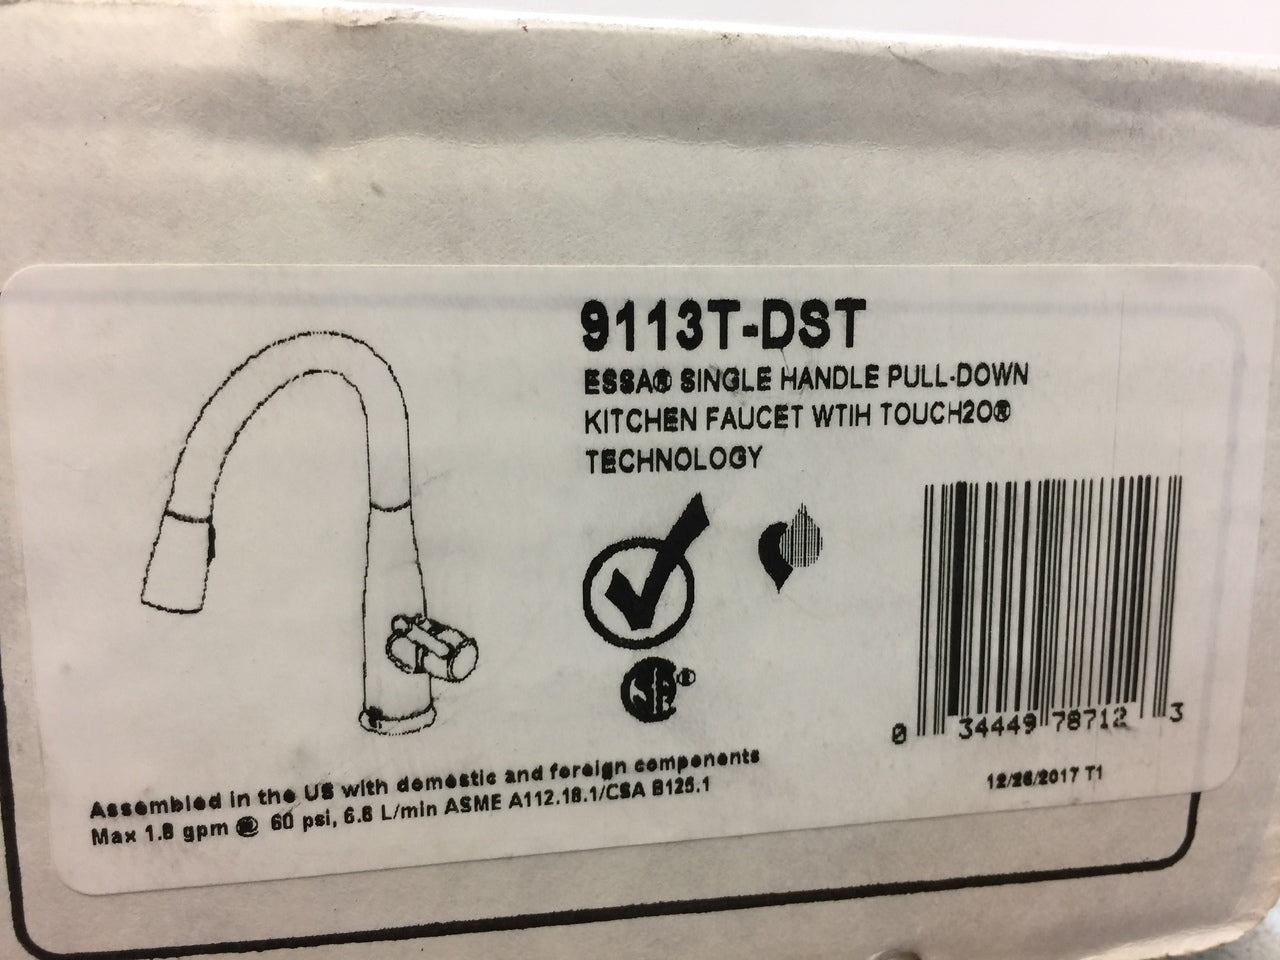 9113T-DST
ESSA® SINGLE HANDLE PULL-DOWN
KITCHEN FAUCET WTIH TOUCH2O®
TECHNOLOGY
SA®
0 34449 78712 3
12/26/2017 T1
Assembled in the US with domestic and foreign components
Max 1.8 gpm @ 60 psi, 6.8 L/min ASME A112.18.1/CSA B125.1